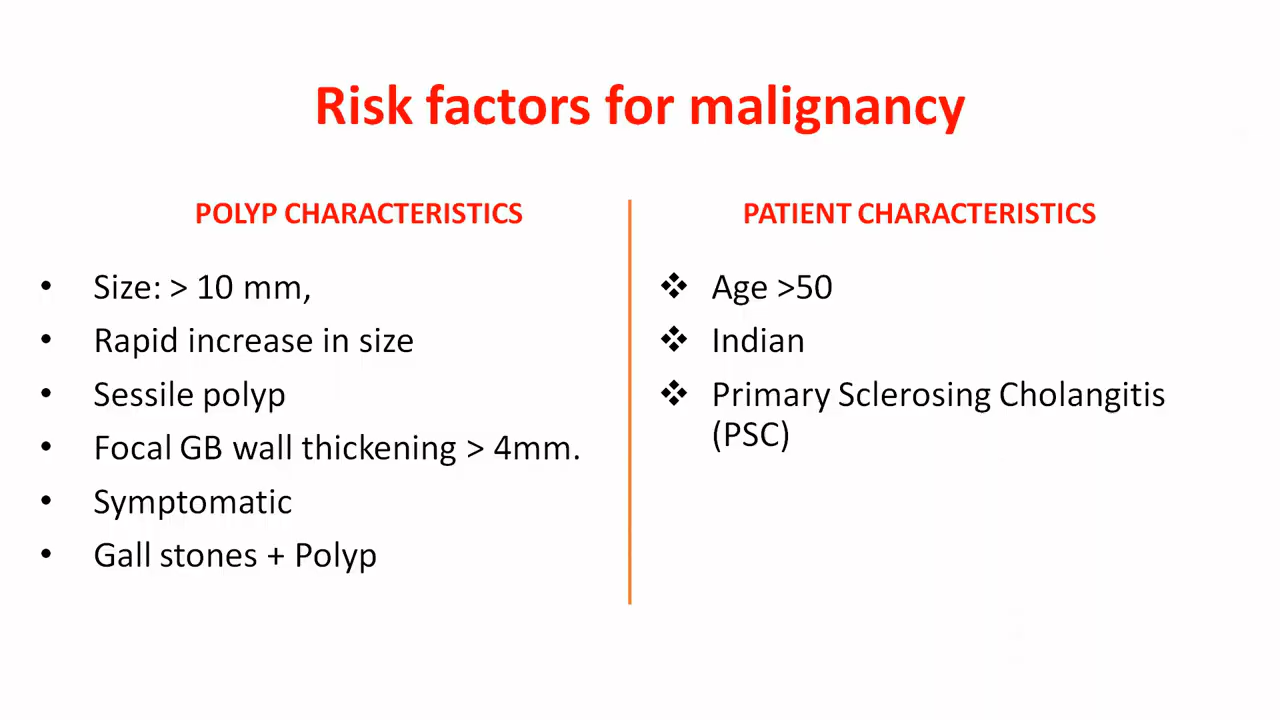 Risk factors for malignancy
POLYP CHARACTERISTICS
• Size: > 10 mm,
• Rapid increase in size
• Sessile polyp
• Focal GB wall thickening > 4mm.
• Symptomatic
• Gall stones + Polyp
PATIENT CHARACTERISTICS
❖ Age >50
❖ Indian
❖ Primary Sclerosing Cholangitis
(PSC)